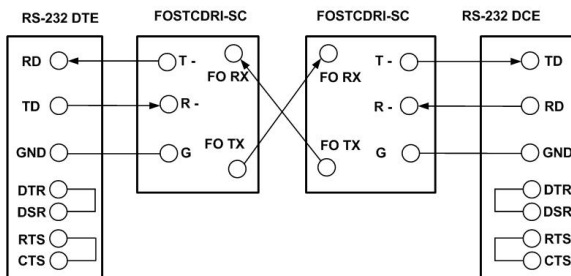 RS-232 DTE
FOSTCDRI-SC
FOSTCDRI-SC
RS-232 DCE
RD
TD
GND
DTR
DSR
RTS
CTS
T -
R -
G
FO RX
FO TX
FO RX
FO TX
T -
R -
G
TD
RD
GND
DTR
DSR
RTS
CTS